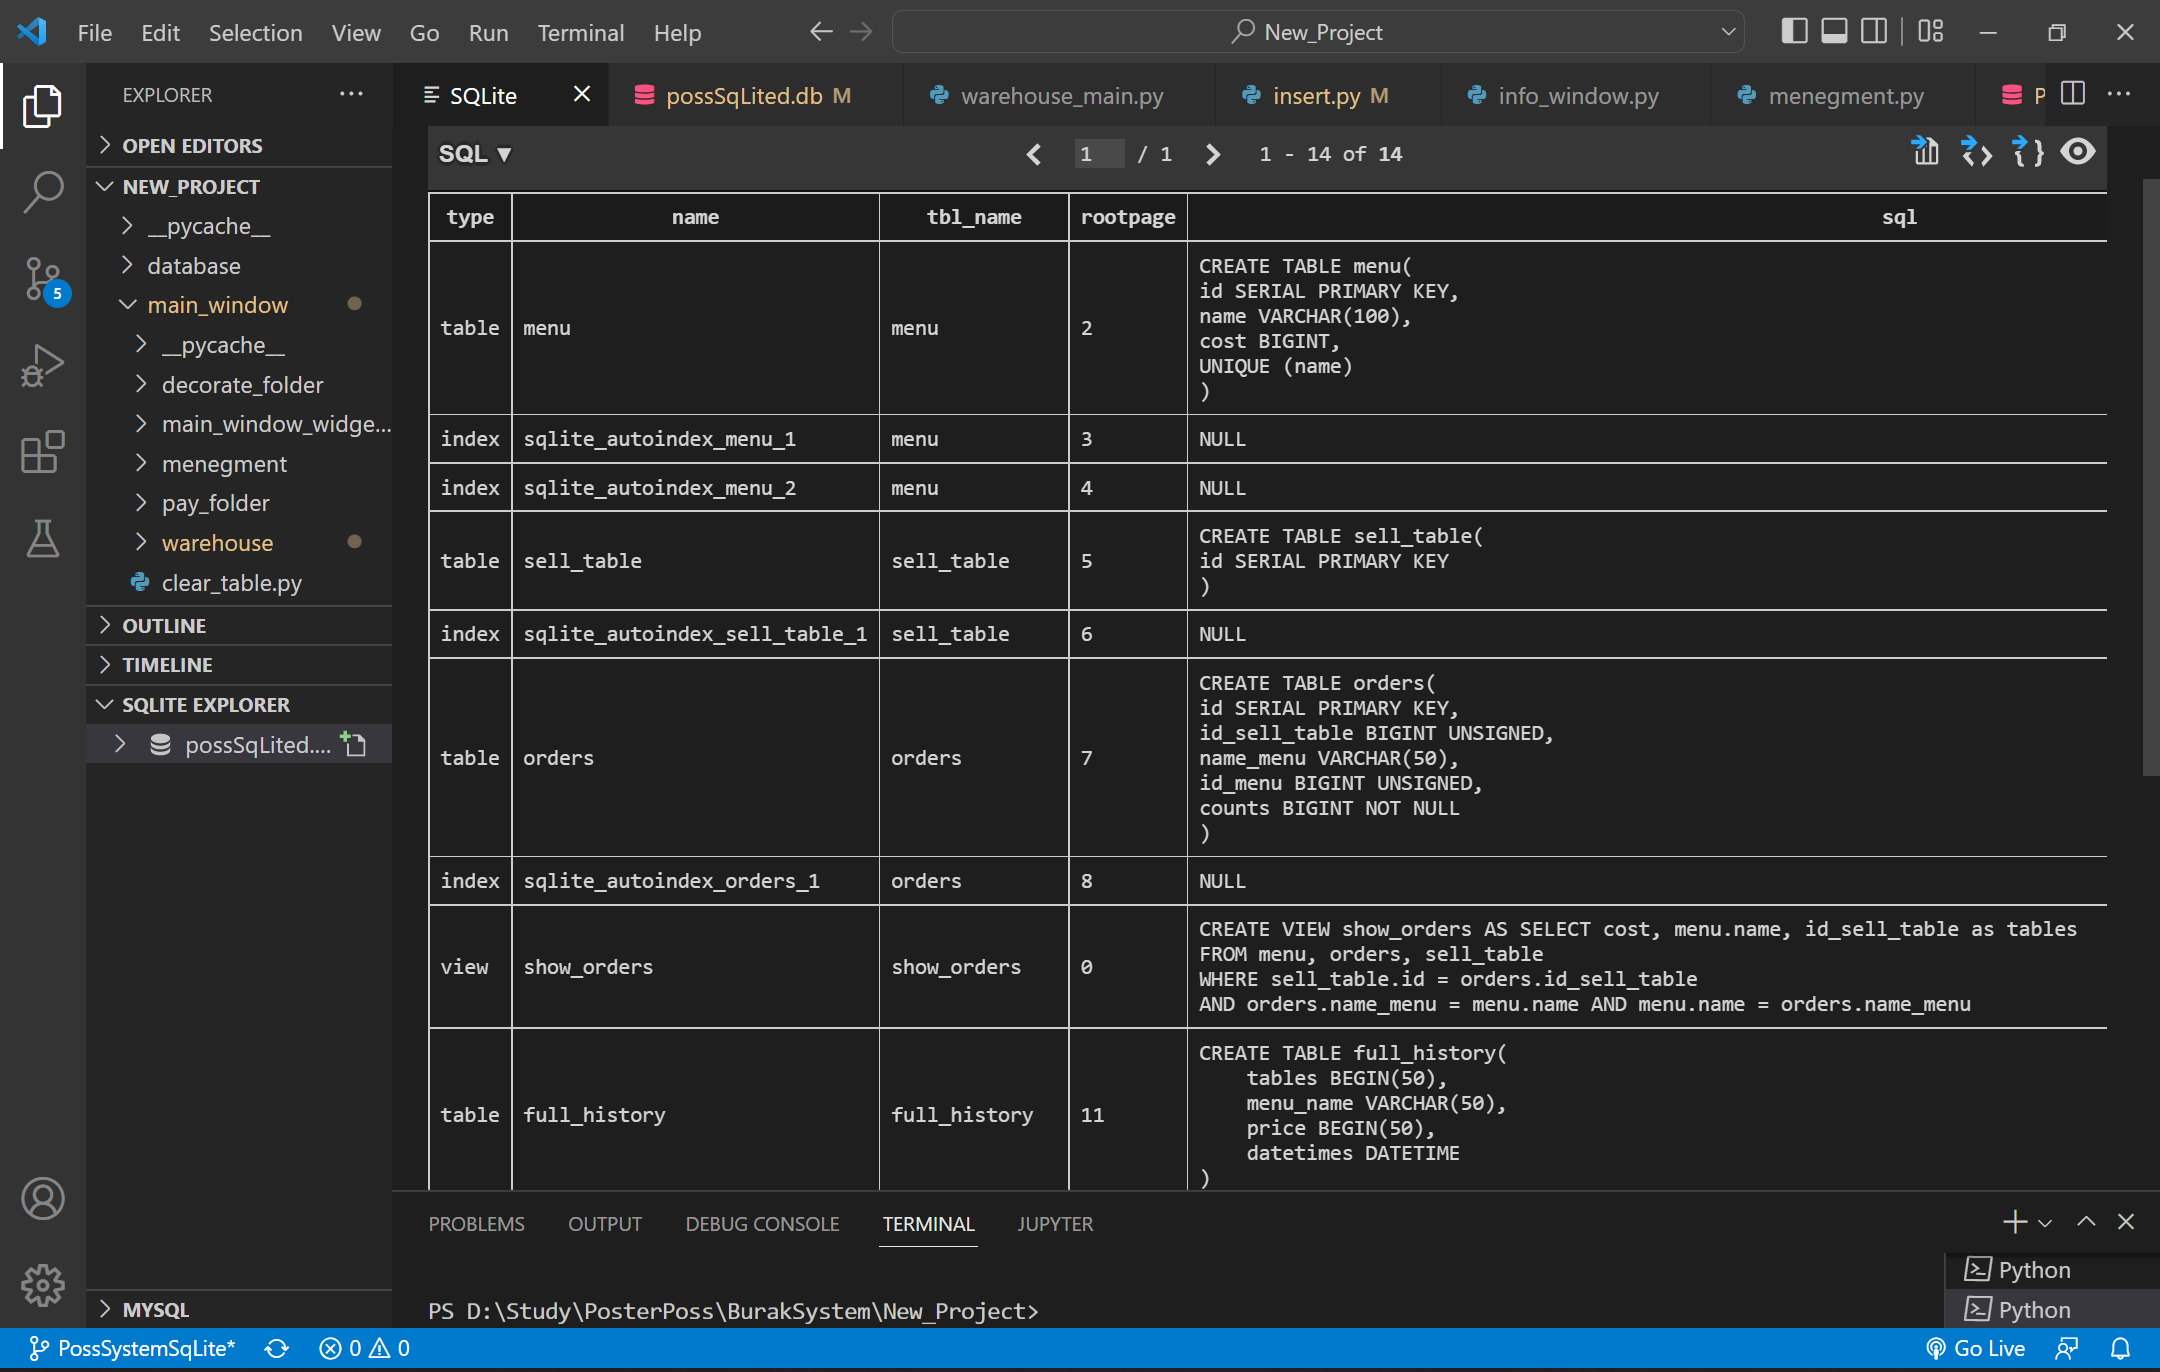 File Edit Selection View Go Run Terminal Help New_Project
EXPLORER
OPEN EDITORS
NEW_PROJECT
__pycache__
database
main_window
__pycache__
decorate_folder
main_window_widge...
menegment
pay_folder
warehouse
clear_table.py
OUTLINE
TIMELINE
SQLITE EXPLORER
possSqLited....
MYSQL
5
SQLite possSqLited.db M warehouse_main.py insert.py M info_window.py menegment.py P
SQL ▼ 1 / 1 1 - 14 of 14
type name tbl_name rootpage sql
table menu menu 2
CREATE TABLE menu(
id SERIAL PRIMARY KEY,
name VARCHAR(100),
cost BIGINT,
UNIQUE (name)
)
index sqlite_autoindex_menu_1 menu 3 NULL
index sqlite_autoindex_menu_2 menu 4 NULL
table sell_table sell_table 5
CREATE TABLE sell_table(
id SERIAL PRIMARY KEY
)
index sqlite_autoindex_sell_table_1 sell_table 6 NULL
table orders orders 7
CREATE TABLE orders(
id SERIAL PRIMARY KEY,
id_sell_table BIGINT UNSIGNED,
name_menu VARCHAR(50),
id_menu BIGINT UNSIGNED,
counts BIGINT NOT NULL
)
index sqlite_autoindex_orders_1 orders 8 NULL
view show_orders show_orders 0
CREATE VIEW show_orders AS SELECT cost, menu.name, id_sell_table as tables
FROM menu, orders, sell_table
WHERE sell_table.id = orders.id_sell_table
AND orders.name_menu = menu.name AND menu.name = orders.name_menu
table full_history full_history 11
CREATE TABLE full_history(
tables BEGIN(50),
menu_name VARCHAR(50),
price BEGIN(50),
datetimes DATETIME
)
PROBLEMS OUTPUT DEBUG CONSOLE TERMINAL JUPYTER
PS D:\Study\PosterPoss\BurakSystem\New_Project>
Python
Python
PossSystemSqLite* 0 0 Go Live